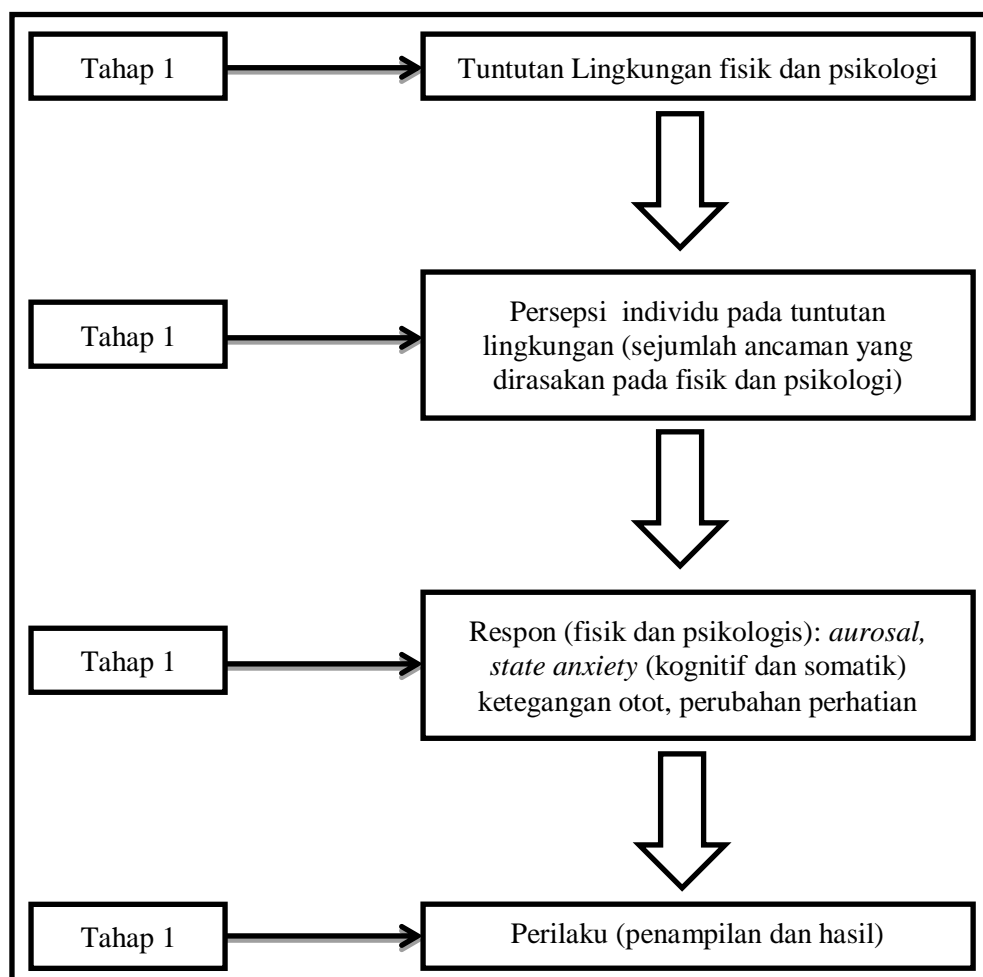 Tahap 1
Tuntutan Lingkungan fisik dan psikologi
Tahap 1
Persepsi individu pada tuntutan
lingkungan (sejumlah ancaman yang
dirasakan pada fisik dan psikologi)
Tahap 1
Respon (fisik dan psikologis): aurosal,
state anxiety (kognitif dan somatik)
ketegangan otot, perubahan perhatian
Tahap 1
Perilaku (penampilan dan hasil)